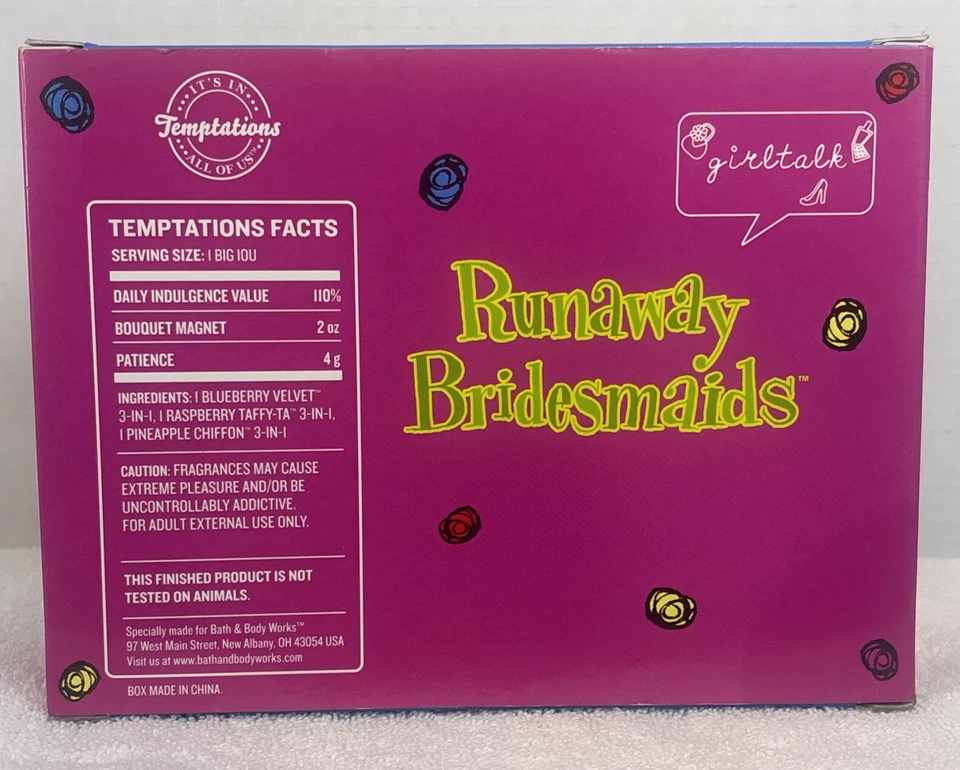 IT'S IN
Temptations
ALL OF US™
girltalk
TEMPTATIONS FACTS
SERVING SIZE: 1 BIG IOU
DAILY INDULGENCE VALUE 110%
BOUQUET MAGNET 2 oz
PATIENCE 4 g
INGREDIENTS: 1 BLUEBERRY VELVET™
3-IN-1, 1 RASPBERRY TAFFY-TA™ 3-IN-1,
1 PINEAPPLE CHIFFON™ 3-IN-1
CAUTION: FRAGRANCES MAY CAUSE
EXTREME PLEASURE AND/OR BE
UNCONTROLLABLY ADDICTIVE.
FOR ADULT EXTERNAL USE ONLY.
THIS FINISHED PRODUCT IS NOT
TESTED ON ANIMALS.
Specially made for Bath & Body Works™
97 West Main Street, New Albany, OH 43054 USA
Visit us at www.bathandbodyworks.com
BOX MADE IN CHINA.
Runaway
Bridesmaids™